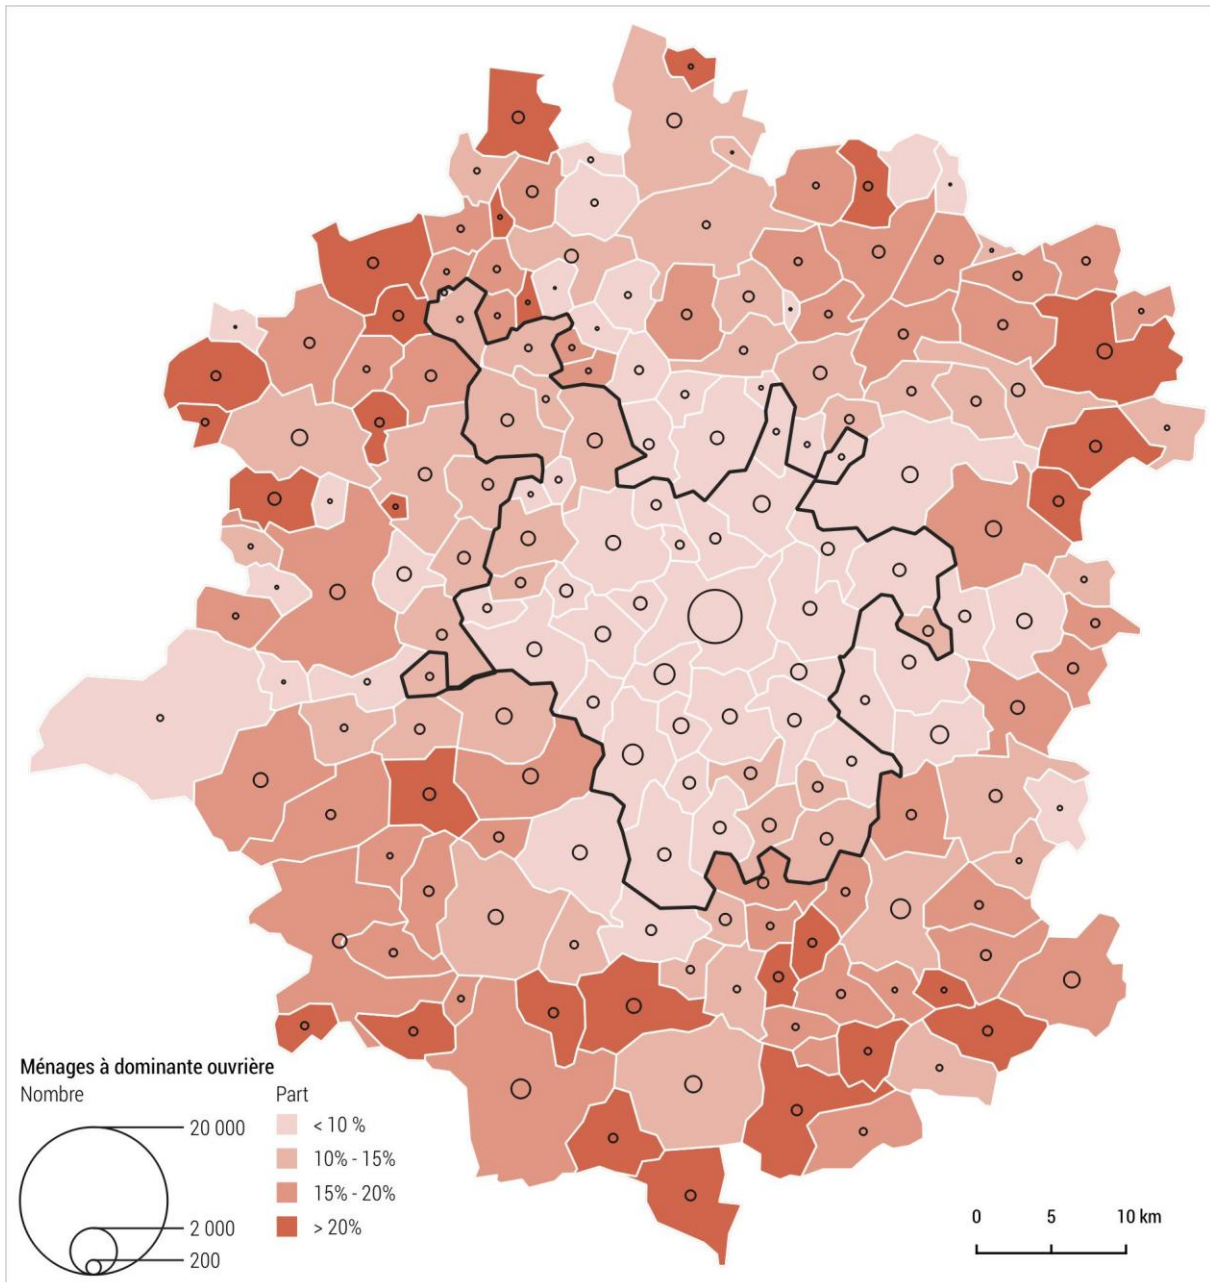 Ménages à dominante ouvrière
Nombre
Part
20 000
2 000
200
< 10 %
10% - 15%
15% - 20%
> 20%
0 5 10 km